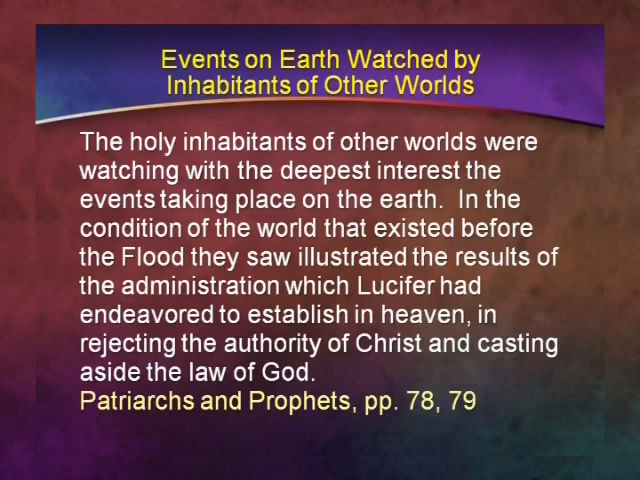 Events on Earth Watched by
Inhabitants of Other Worlds
The holy inhabitants of other worlds were
watching with the deepest interest the
events taking place on the earth.  In the
condition of the world that existed before
the Flood they saw illustrated the results of
the administration which Lucifer had
endeavored to establish in heaven, in
rejecting the authority of Christ and casting
aside the law of God.
Patriarchs and Prophets, pp. 78, 79